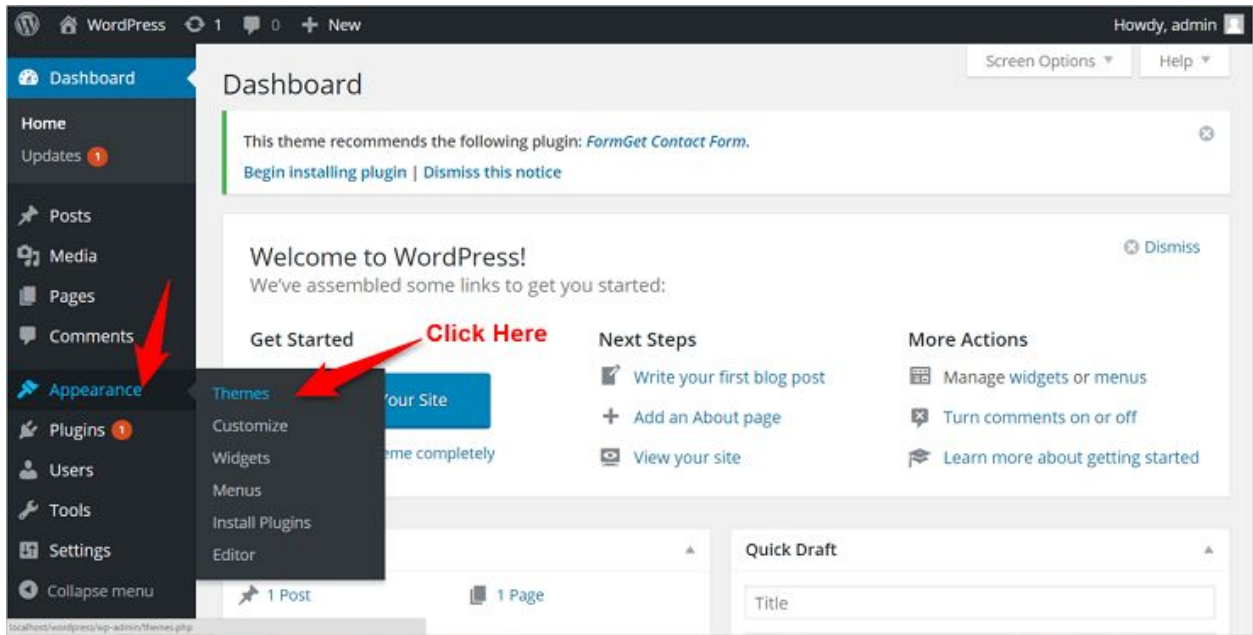 WordPress 1 0 New Howdy, admin
Screen Options Help
Dashboard
Home
Updates 1
Posts
Media
Pages
Comments
Appearance
Plugins 1
Users
Tools
Settings
Collapse menu
Themes
Customize
Widgets
Menus
Install Plugins
Editor
Dashboard
This theme recommends the following plugin: FormGet Contact Form.
Begin installing plugin | Dismiss this notice
Welcome to WordPress!
Dismiss
We've assembled some links to get you started:
Get Started
Click Here
Your Site
eme completely
Next Steps
Write your first blog post
Add an About page
View your site
More Actions
Manage widgets or menus
Turn comments on or off
Learn more about getting started
1 Post 1 Page
Quick Draft
Title
localhost/wordpress/wp-admin/themes.php